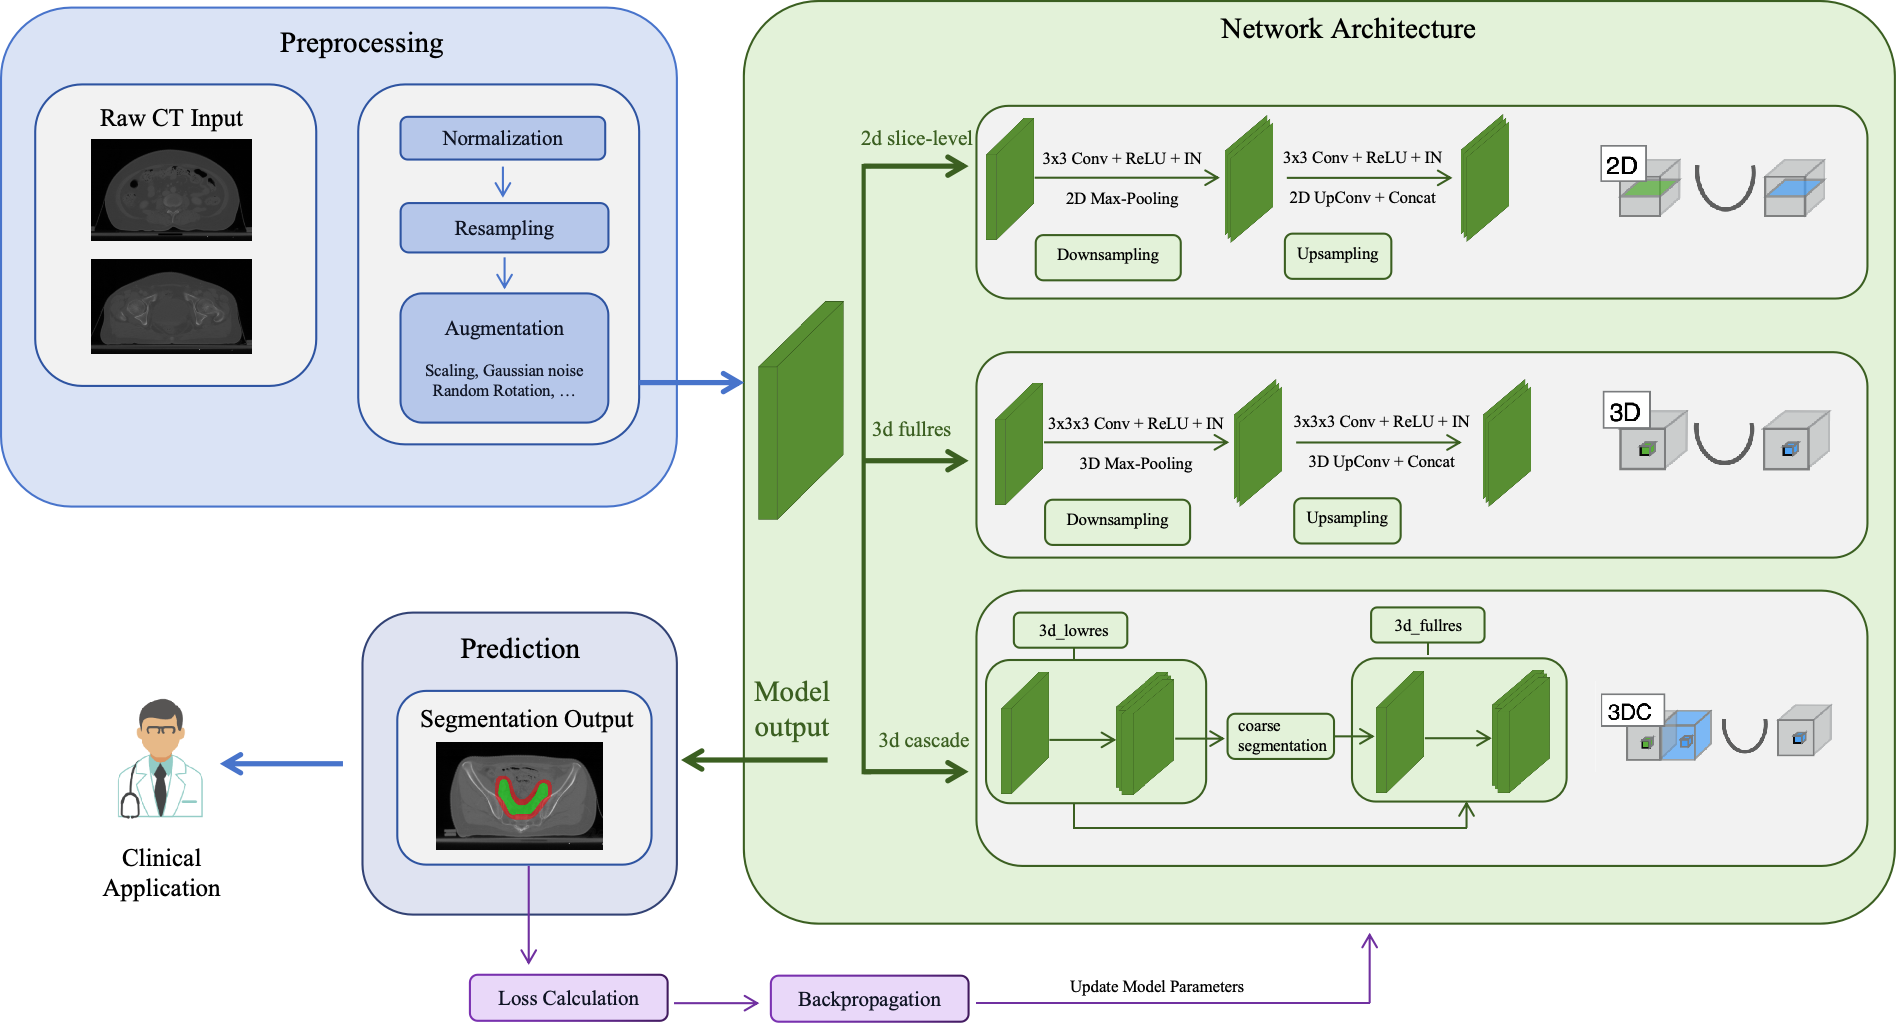 Preprocessing
Raw CT Input
Normalization
Resampling
Augmentation
Scaling, Gaussian noise
Random Rotation, …
Network Architecture
2d slice-level
3x3 Conv + ReLU + IN
2D Max-Pooling
Downsampling
3x3 Conv + ReLU + IN
2D UpConv + Concat
Upsampling
2D
3d fullres
3x3x3 Conv + ReLU + IN
3D Max-Pooling
Downsampling
3x3x3 Conv + ReLU + IN
3D UpConv + Concat
Upsampling
3D
3d cascade
3d_lowres
coarse
segmentation
3d_fullres
3DC
Model
output
Prediction
Segmentation Output
Clinical
Application
Loss Calculation
Backpropagation
Update Model Parameters